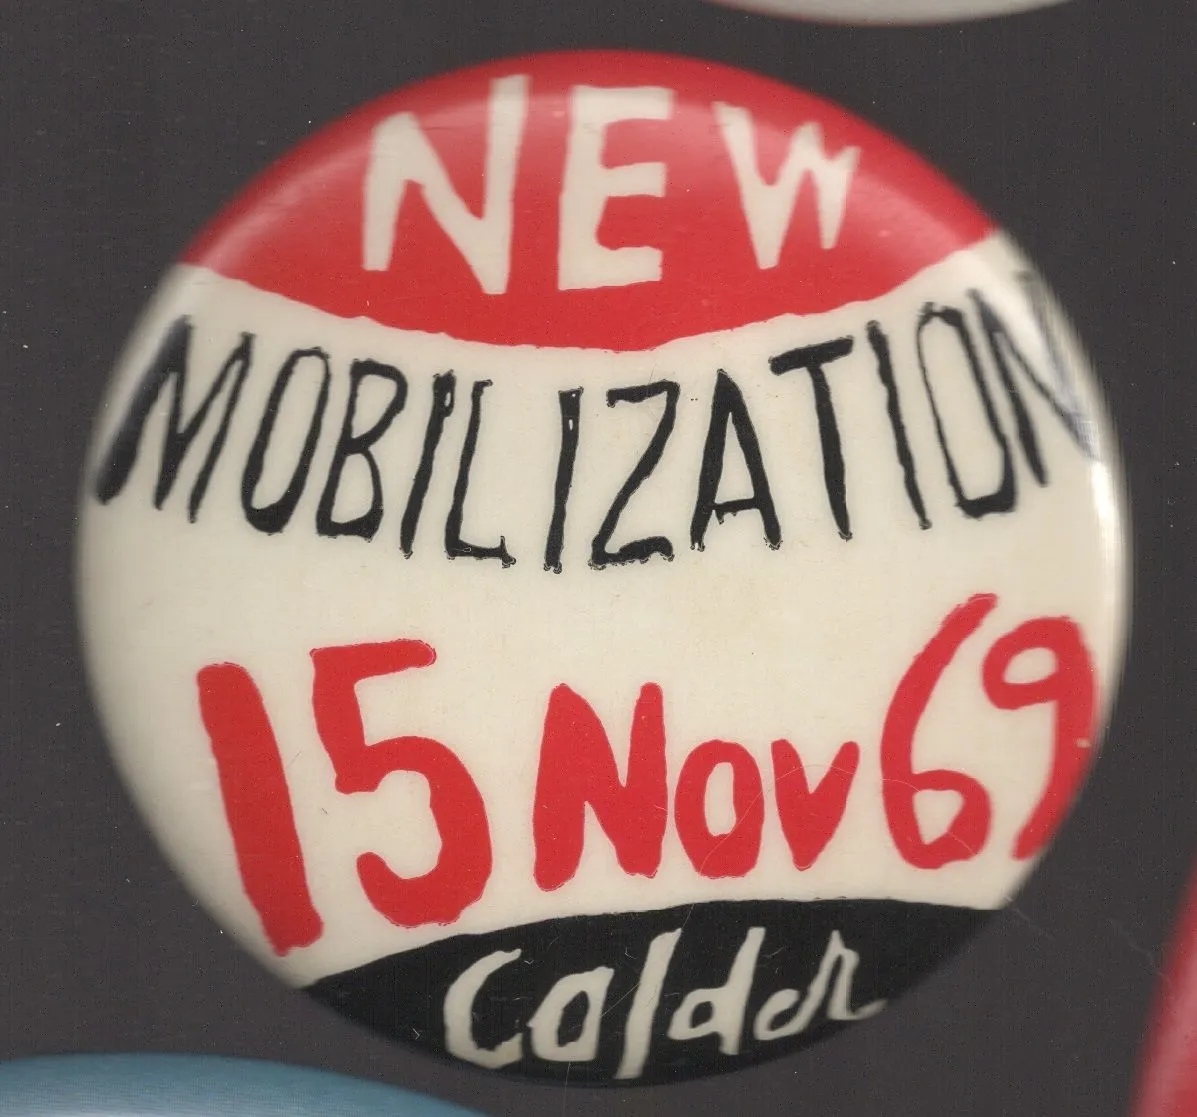 NEW
MOBILIZATION
15 Nov 69
Calder